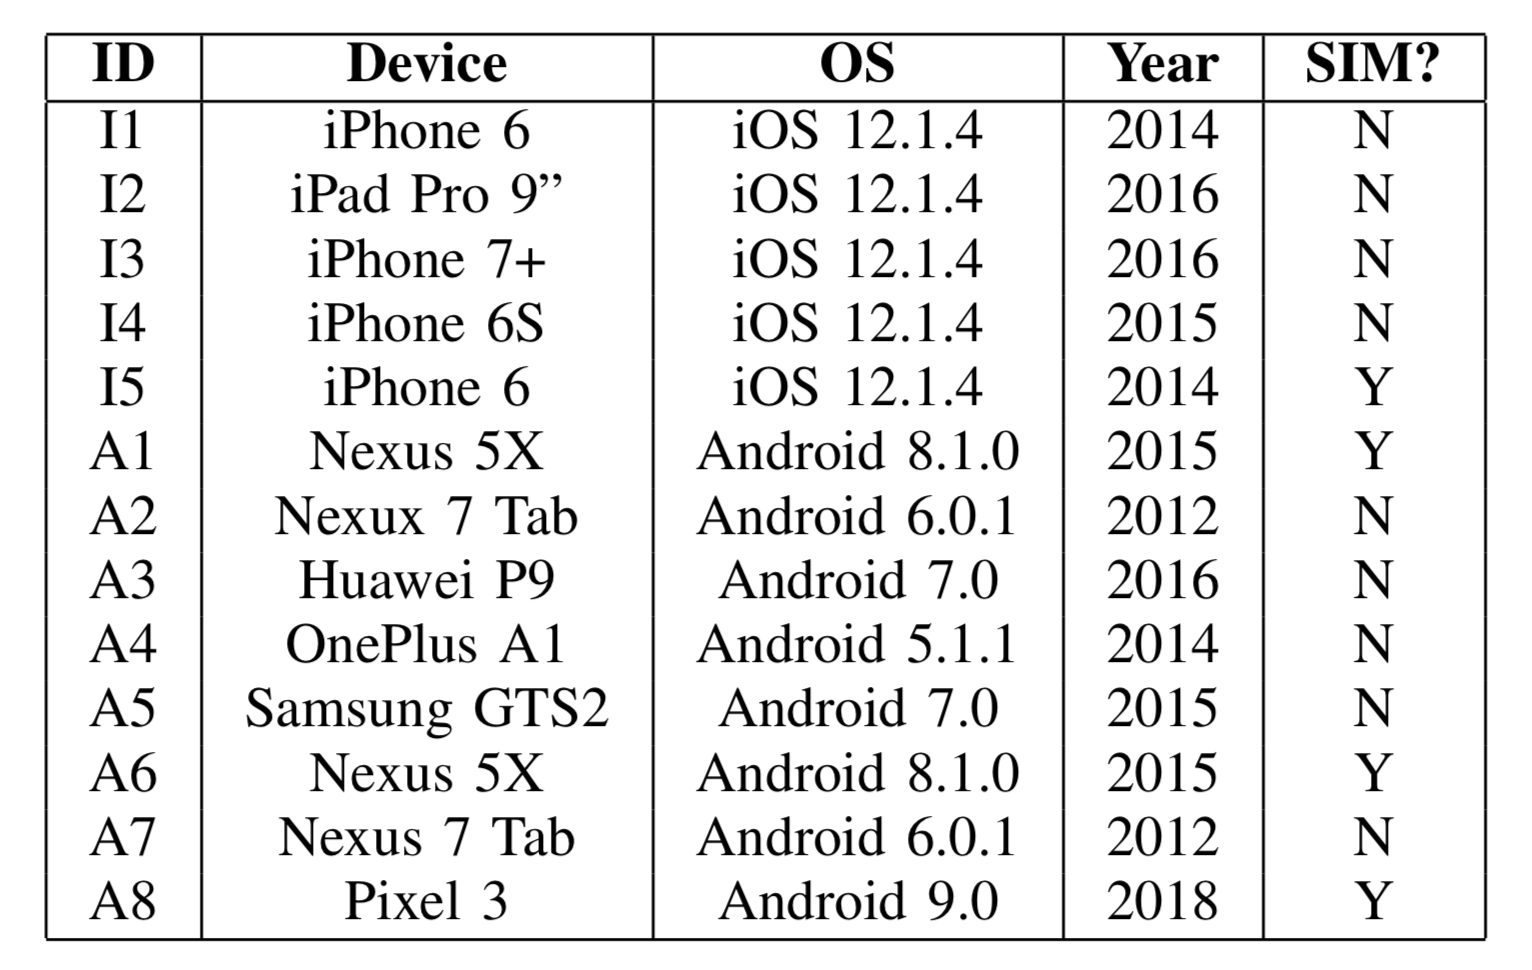 ID Device OS Year SIM?
I1 iPhone 6 iOS 12.1.4 2014 N
I2 iPad Pro 9” iOS 12.1.4 2016 N
I3 iPhone 7+ iOS 12.1.4 2016 N
I4 iPhone 6S iOS 12.1.4 2015 N
I5 iPhone 6 iOS 12.1.4 2014 Y
A1 Nexus 5X Android 8.1.0 2015 Y
A2 Nexux 7 Tab Android 6.0.1 2012 N
A3 Huawei P9 Android 7.0 2016 N
A4 OnePlus A1 Android 5.1.1 2014 N
A5 Samsung GTS2 Android 7.0 2015 N
A6 Nexus 5X Android 8.1.0 2015 Y
A7 Nexus 7 Tab Android 6.0.1 2012 N
A8 Pixel 3 Android 9.0 2018 Y